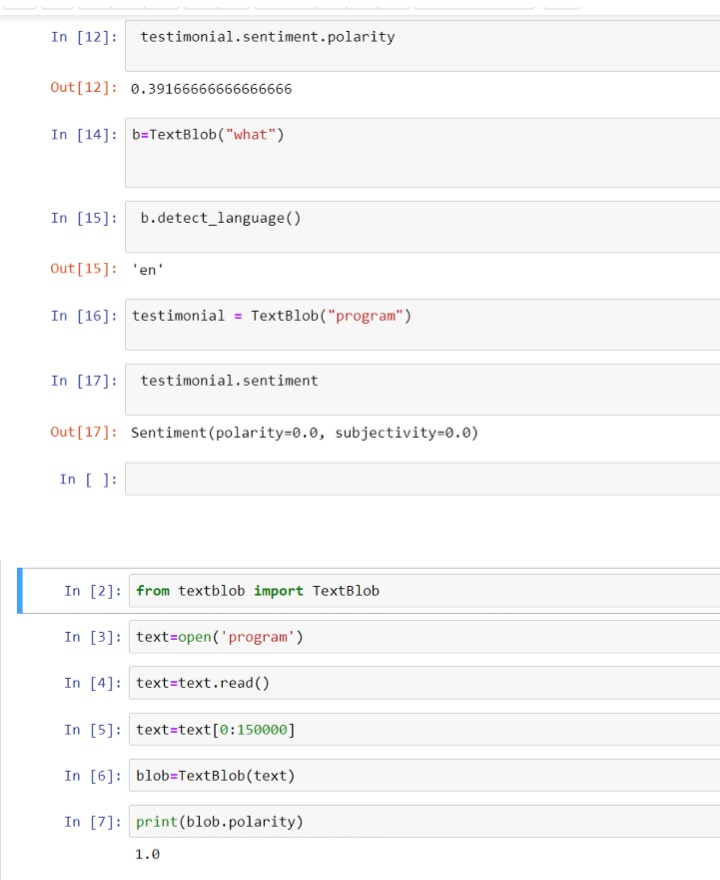 In [12]: testimonial.sentiment.polarity
Out[12]: 0.39166666666666666
In [14]: b=TextBlob("what")
In [15]: b.detect_language()
Out[15]: 'en'
In [16]: testimonial = TextBlob("program")
In [17]: testimonial.sentiment
Out[17]: Sentiment(polarity=0.0, subjectivity=0.0)
In [ ]:
In [2]: from textblob import TextBlob
In [3]: text=open('program')
In [4]: text=text.read()
In [5]: text=text[0:150000]
In [6]: blob=TextBlob(text)
In [7]: print(blob.polarity)
1.0